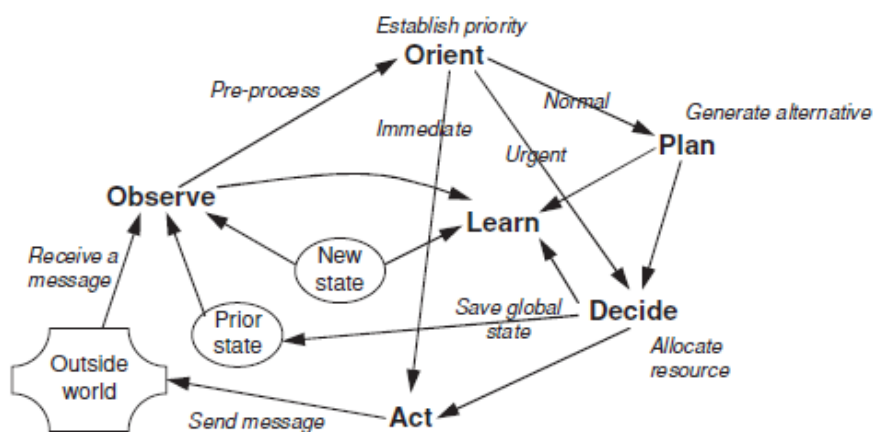 Establish priority
Orient
Pre-process
Normal
Generate alternative
Immediate
Plan
Urgent
Observe
Learn
Receive a
message
New
state
Prior
state
Save global
state
Decide
Outside
world
Allocate
resource
Send message
Act